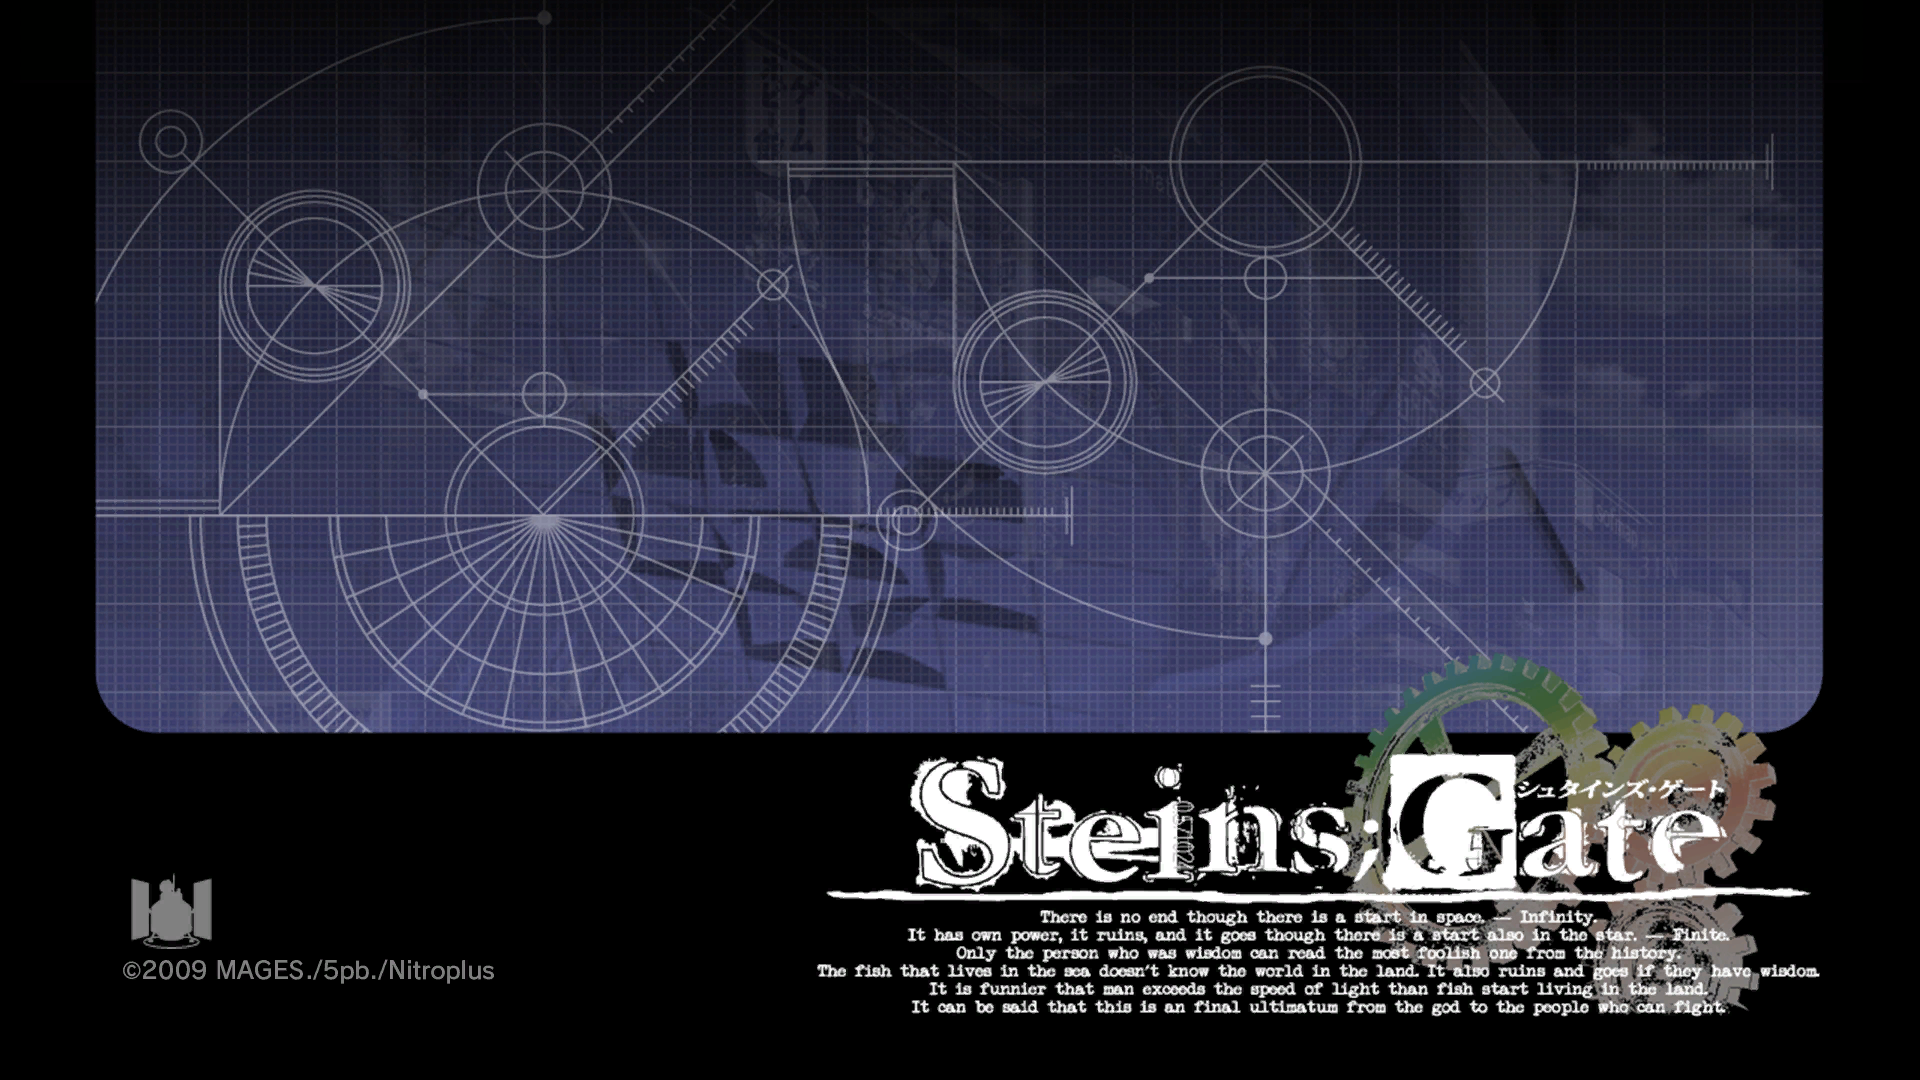 Steins;Gate
シュタインズ・ゲート
There is no end though there is a start in space. — Infinity.
It has own power, it ruins, and it goes though there is a start also in the star. — Finite.
Only the person who was wisdom can read the most foolish one from the history.
The fish that lives in the sea doesn't know the world in the land. It also ruins and goes if they have wisdom.
It is funnier that man exceeds the speed of light than fish start living in the land.
It can be said that this is an final ultimatum from the god to the people who can fight.
©2009 MAGES./5pb./Nitroplus